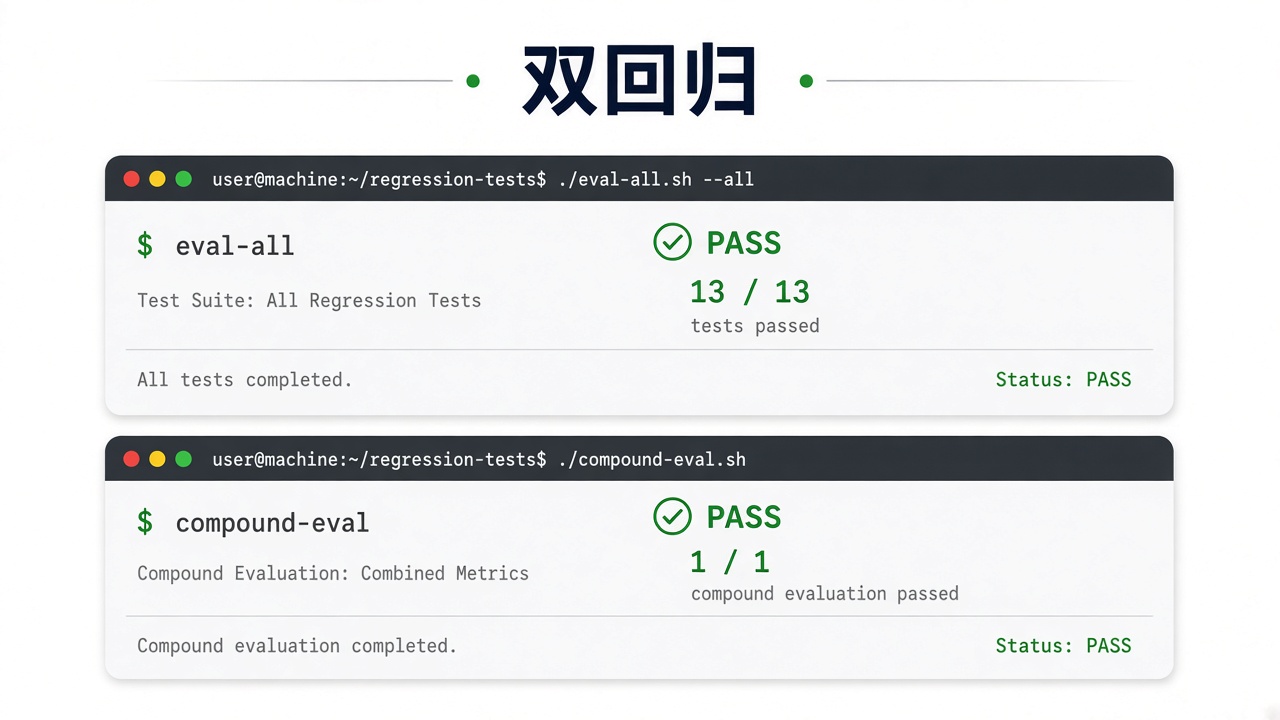 双回归
user@machine:~/regression-tests$ ./eval-all.sh --all
$ eval-all
PASS
Test Suite: All Regression Tests
13 / 13
tests passed
All tests completed.
Status: PASS
user@machine:~/regression-tests$ ./compound-eval.sh
$ compound-eval
PASS
Compound Evaluation: Combined Metrics
1 / 1
compound evaluation passed
Compound evaluation completed.
Status: PASS